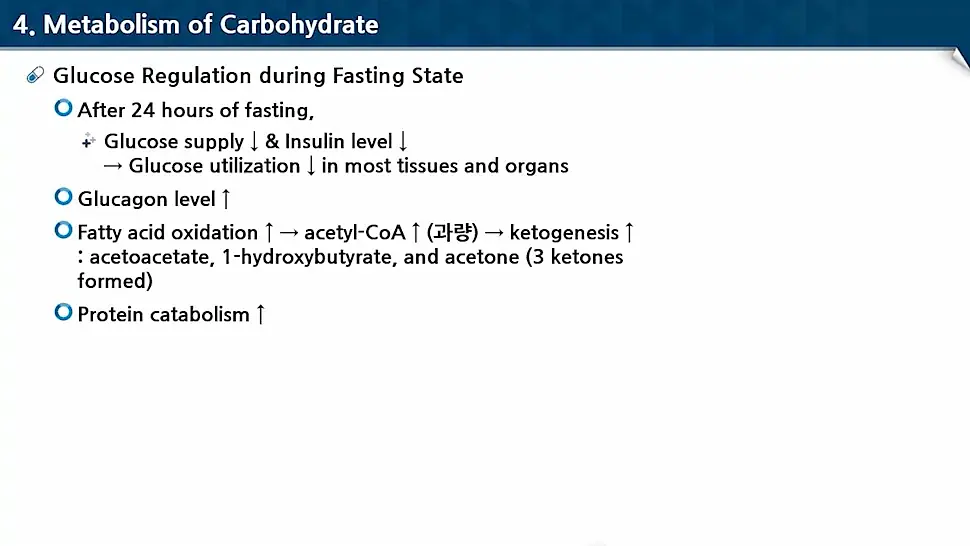 4. Metabolism of Carbohydrate
Glucose Regulation during Fasting State
After 24 hours of fasting,
Glucose supply ↓ & Insulin level ↓
→ Glucose utilization ↓ in most tissues and organs
Glucagon level ↑
Fatty acid oxidation ↑ → acetyl-CoA ↑ (과량) → ketogenesis ↑
: acetoacetate, 1-hydroxybutyrate, and acetone (3 ketones
formed)
Protein catabolism ↑